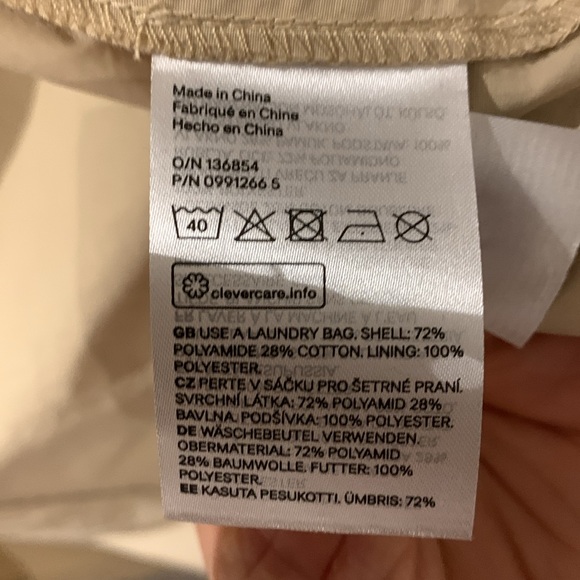 Made in China
Fabriqué en Chine
Hecho en China
O/N 136854
P/N 0991266 5
40
clevercare.info
GB USE A LAUNDRY BAG. SHELL: 72%
POLYAMIDE 28% COTTON. LINING: 100%
POLYESTER.
CZ PERTE V SÁČKU PRO ŠETRNÉ PRANÍ.
SVRCHNÍ LÁTKA: 72% POLYAMID 28%
BAVLNA. PODŠÍVKA: 100% POLYESTER.
DE WÄSCHEBEUTEL VERWENDEN.
OBERMATERIAL: 72% POLYAMID
28% BAUMWOLLE. FUTTER: 100%
POLYESTER.
EE KASUTA PESUKOTTI. ÜMBRIS: 72%